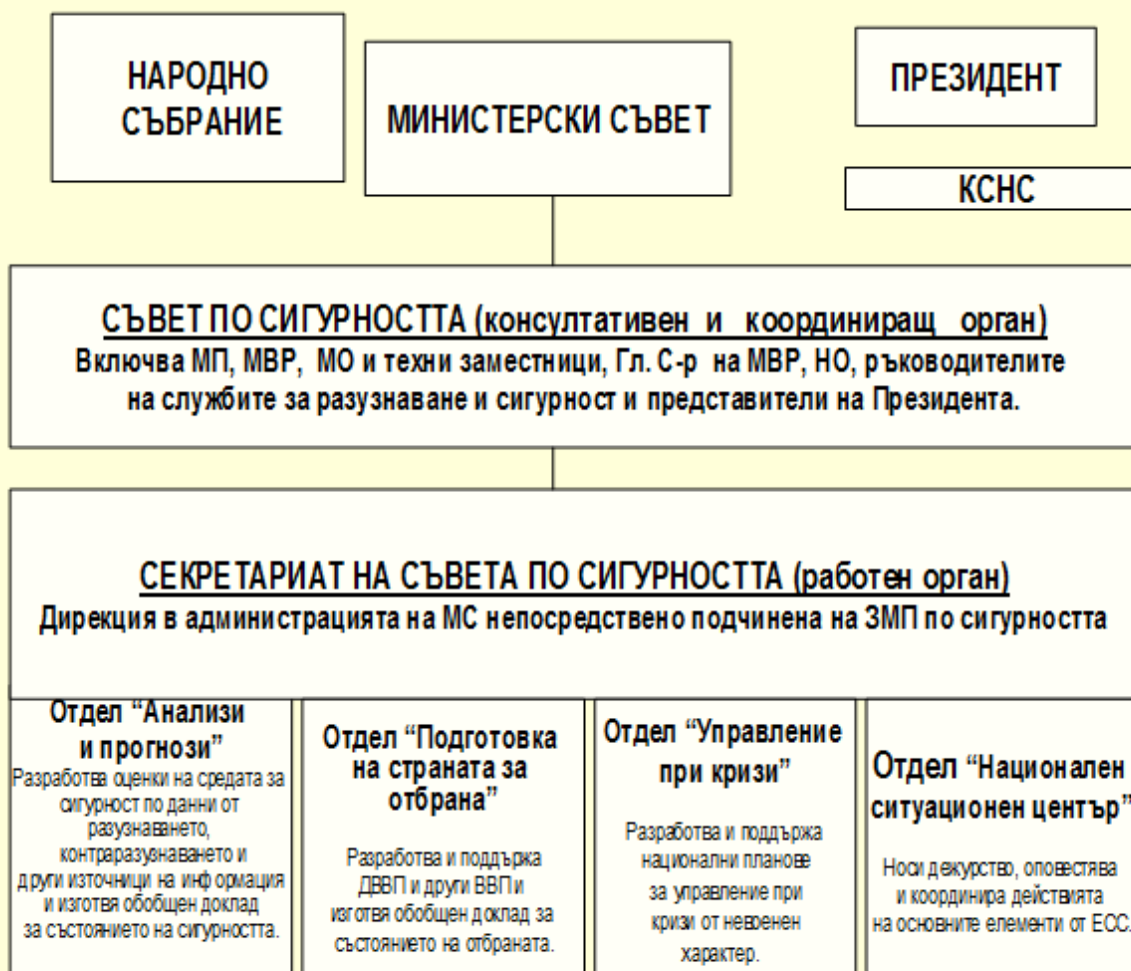 НАРОДНО
СЪБРАНИЕ
МИНИСТЕРСКИ СЪВЕТ
ПРЕЗИДЕНТ
КСНС
СЪВЕТ ПО СИГУРНОСТТА (консултативен и координиращ орган)
Включва МП, МВР, МО и техни заместници, Гл. С-р на МВР, НО, ръководителите
на службите за разузнаване и сигурност и представители на Президента.
СЕКРЕТАРИАТ НА СЪВЕТА ПО СИГУРНОСТТА (работен орган)
Дирекция в администрацията на МС непосредствено подчинена на ЗМП по сигурността
Отдел “Анализи
и прогнози”
Разработва оценки на средата за
сигурност по данни от
разузнаването,
контраразузнаването и
други източници на информация
и изготвя обобщен доклад
за състоянието на сигурността.
Отдел “Подготовка
на страната за
отбрана”
Разработва и поддържа
ДВВП и други ВВП и
изготвя обобщен доклад за
състоянието на отбраната.
Отдел “Управление
при кризи”
Разработва и поддържа
национални планове
за управление при
кризи от невоенен
характер.
Отдел “Национален
ситуационен център”
Носи дежурство, оповестява
и координира действията
на основните елементи от ЕСС.